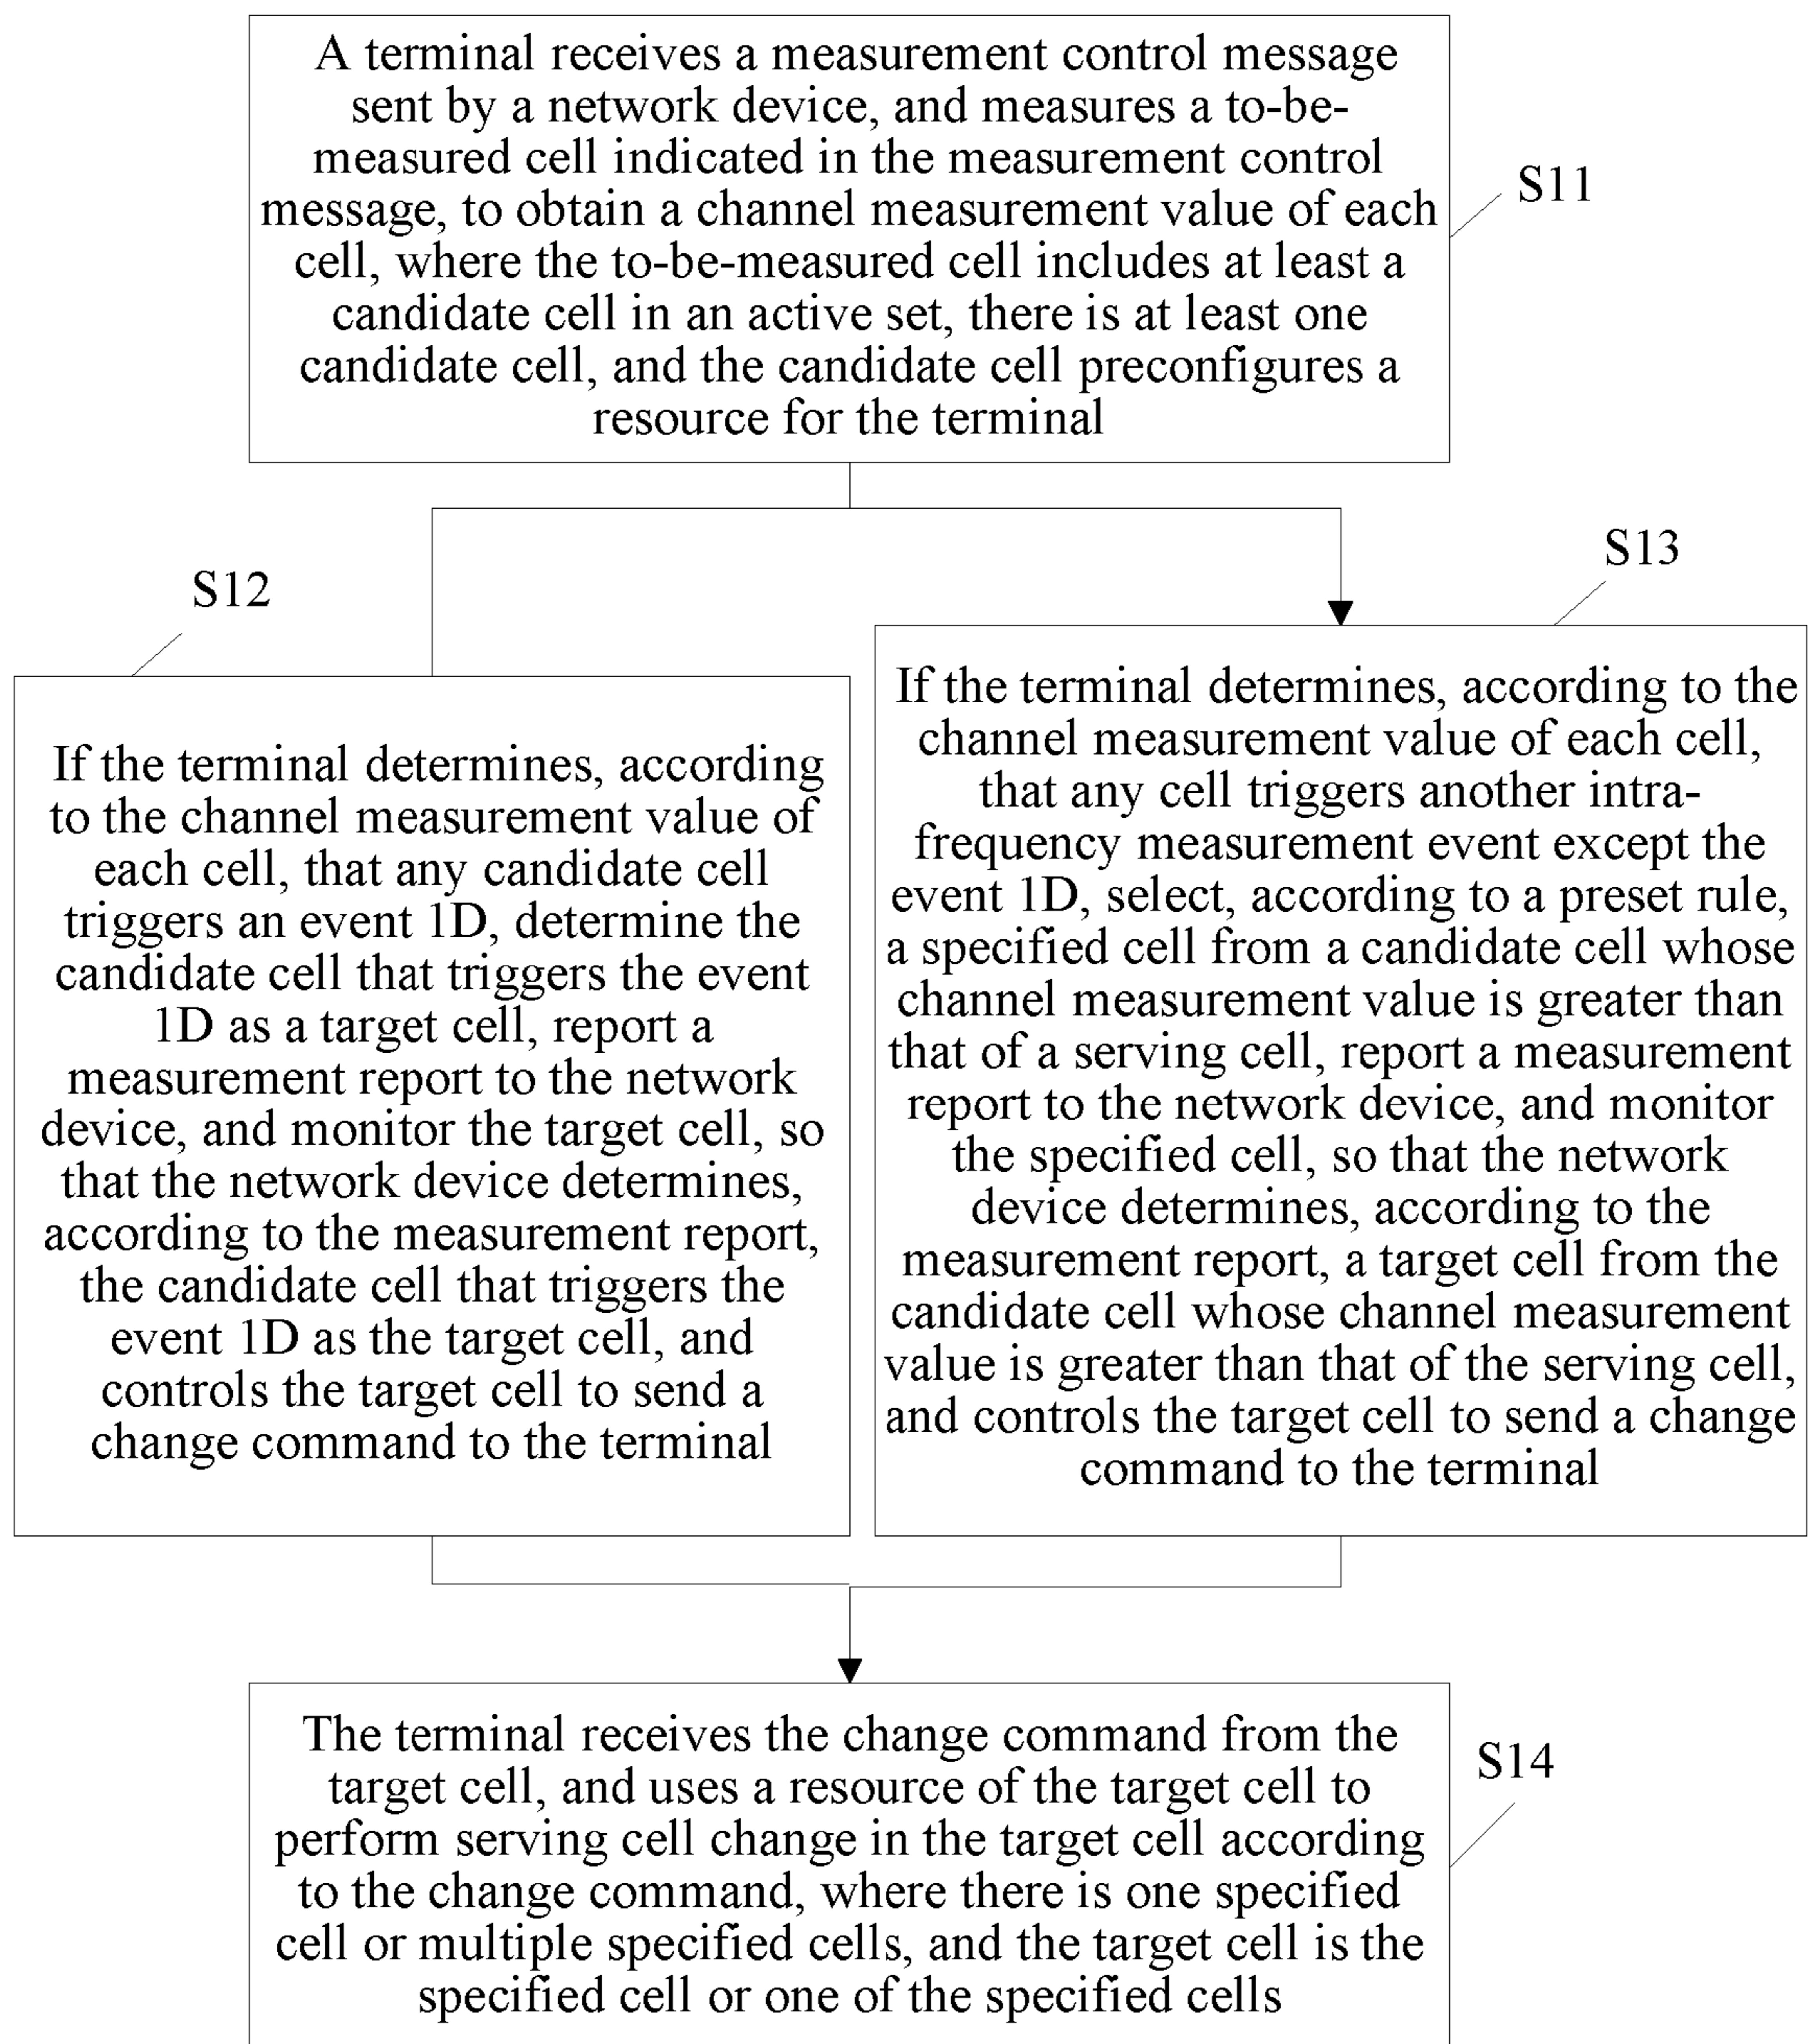 A terminal receives a measurement control message
sent by a network device, and measures a to-be-
measured cell indicated in the measurement control
message, to obtain a channel measurement value of each
cell, where the to-be-measured cell includes at least a
candidate cell in an active set, there is at least one
candidate cell, and the candidate cell preconfigures a
resource for the terminal
S11
S12
If the terminal determines, according
to the channel measurement value of
each cell, that any candidate cell
triggers an event 1D, determine the
candidate cell that triggers the event
1D as a target cell, report a
measurement report to the network
device, and monitor the target cell, so
that the network device determines,
according to the measurement report,
the candidate cell that triggers the
event 1D as the target cell, and
controls the target cell to send a
change command to the terminal
S13
If the terminal determines, according to the
channel measurement value of each cell,
that any cell triggers another intra-
frequency measurement event except the
event 1D, select, according to a preset rule,
a specified cell from a candidate cell whose
channel measurement value is greater than
that of a serving cell, report a measurement
report to the network device, and monitor
the specified cell, so that the network
device determines, according to the
measurement report, a target cell from the
candidate cell whose channel measurement
value is greater than that of the serving cell,
and controls the target cell to send a change
command to the terminal
The terminal receives the change command from the
target cell, and uses a resource of the target cell to
perform serving cell change in the target cell according
to the change command, where there is one specified
cell or multiple specified cells, and the target cell is the
specified cell or one of the specified cells
S14